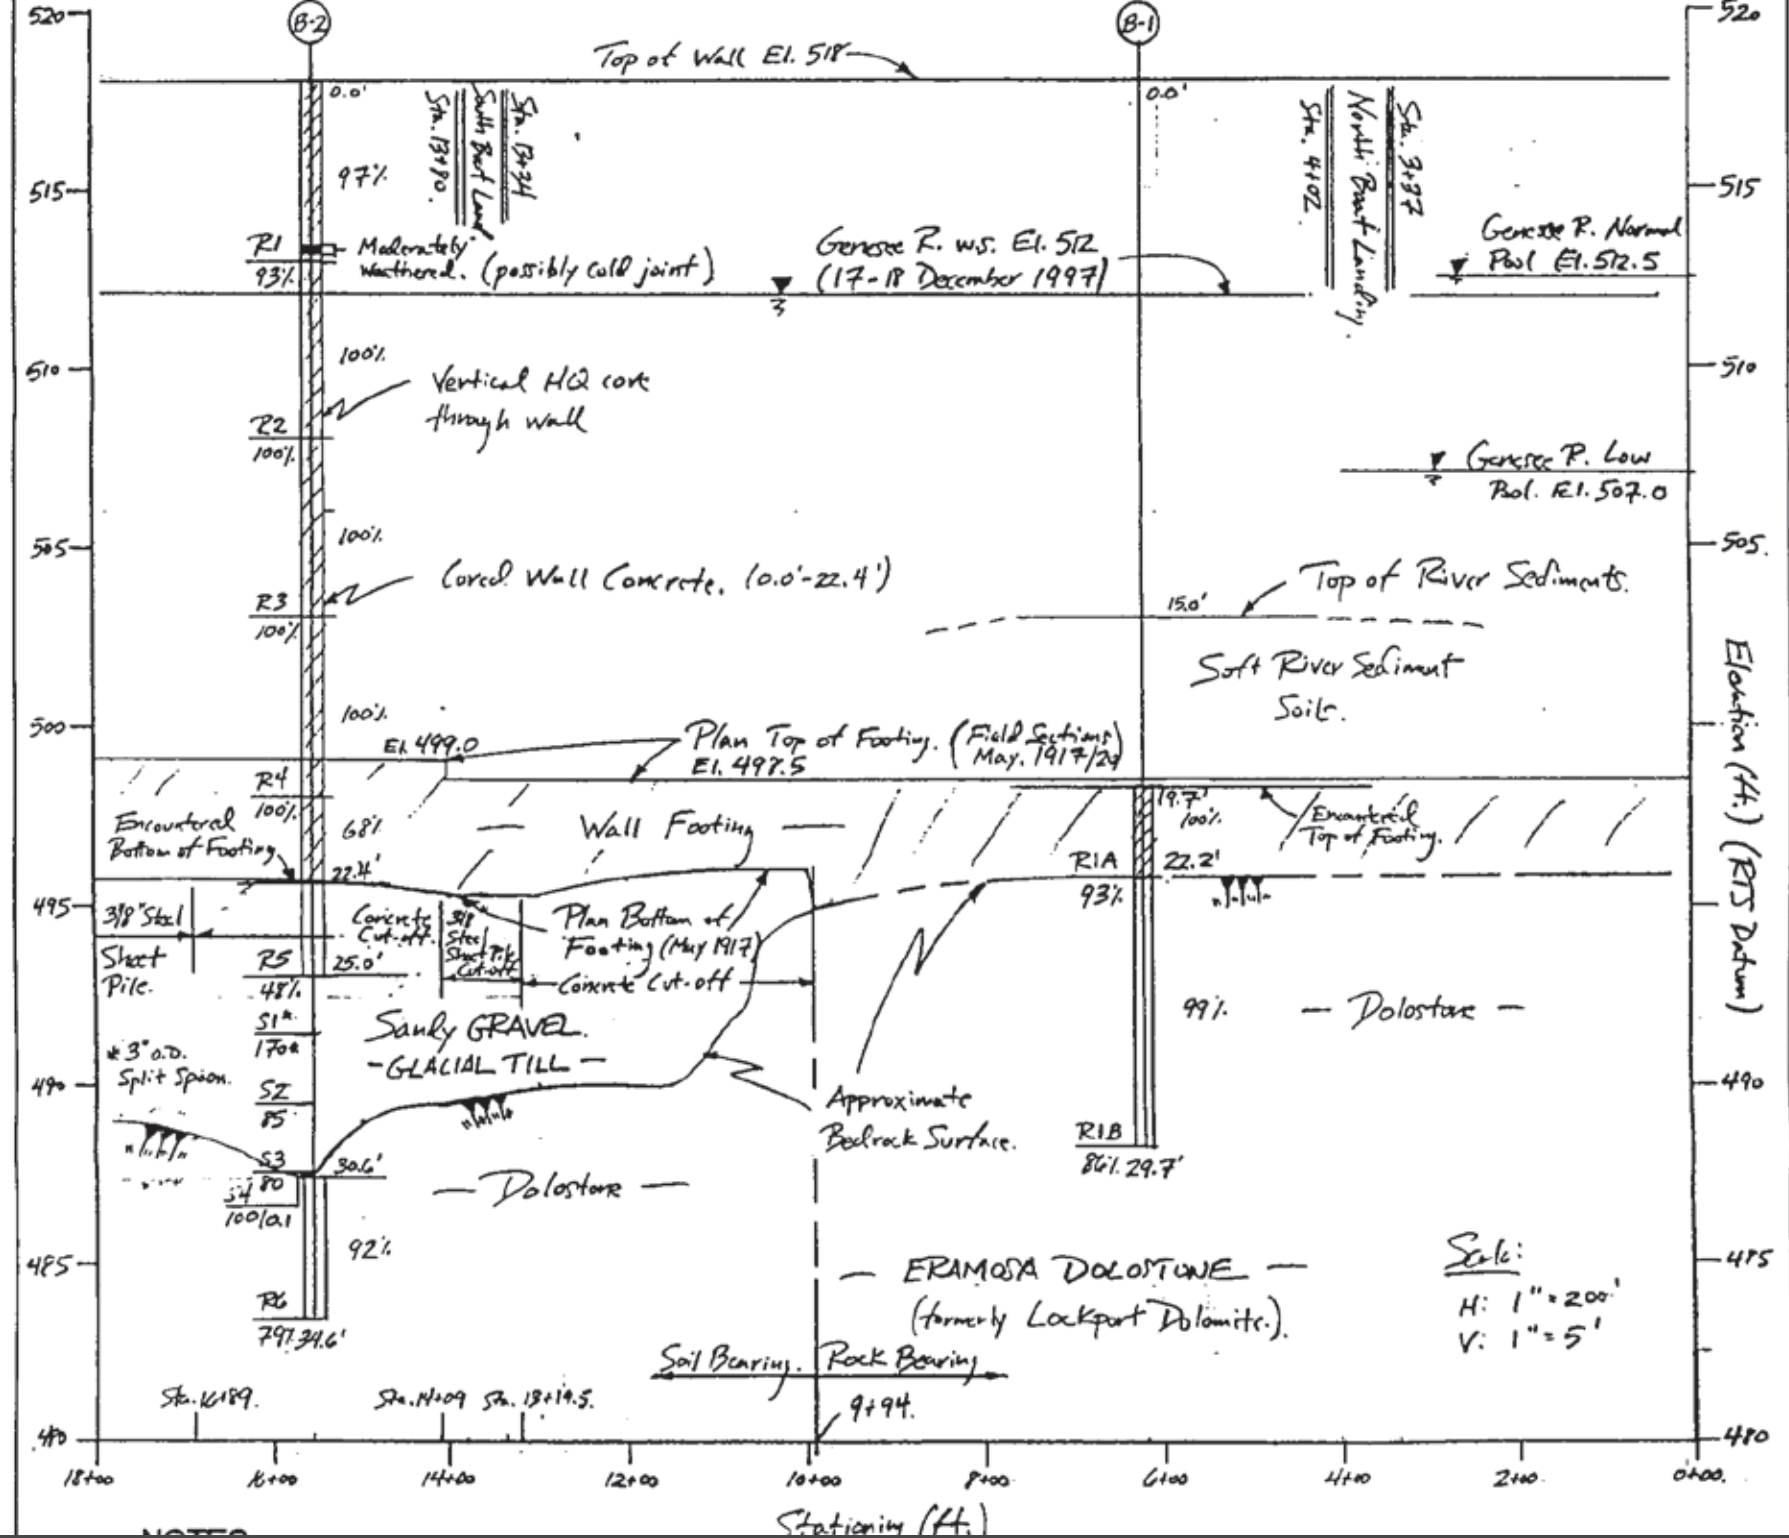 520
520
B-2
B-1
Top of Wall El. 518
0.0'
0.0'
Sta. 13+80.
South Boat Land
Sta. 13+34
Sta. 4+02
North Boat Landing
Sta. 3+37
97%
515
515
R1
93%
Moderately
Weathered. (possibly cold joint)
Genesee R. w.s. El. 512
(17-18 December 1997)
Genesee R. Normal
Pool El. 512.5
100%
510
510
Vertical HQ core
through wall
R2
100%
Genesee R. Low
Pool. El. 507.0
100%
505
505.
Cored Wall Concrete. (0.0'-22.4')
Top of River Sediments.
R3
100%
15.0'
Soft River Sediment
Soils.
100%
500
El. 499.0
Plan Top of Footing. (Field Sections
May. 1917/20)
El. 498.5
R4
100%
19.7'
100%
Encountered
Top of Footing.
Encountered
Bottom of Footing
68%
Wall Footing
22.4'
R1A
93%
22.2'
495
3/8" Steel
Sheet
Pile.
Concrete
Cut-off.
3/8
Steel
Sheet Pile
Cut-off
Plan Bottom of
Footing (May 1917)
Concrete Cut-off
R5
48%
25.0'
99%
- Dolostone -
S1*
170*
Sandy GRAVEL.
- GLACIAL TILL -
* 3" O.D.
Split Spoon.
490
490
S2
85
Approximate
Bedrock Surface.
R1B
86% 29.7'
S3
80
30.6'
S4
100/0.1
- Dolostone -
92%
485
485
- ERAMOSA DOLOSTONE -
(formerly Lockport Dolomite.)
Scale:
H: 1"=200'
V: 1"=5'
R6
79% 34.6'
Soil Bearing.
Rock Bearing
Sta. 16+89.
Sta. 14+09
Sta. 13+19.5.
9+94.
480
480
18+00
16+00
14+00
12+00
10+00
8+00
6+00
4+00
2+00
0+00.
Stationing (ft.)
Elevation (ft.) (RTS Datum)
NOTES